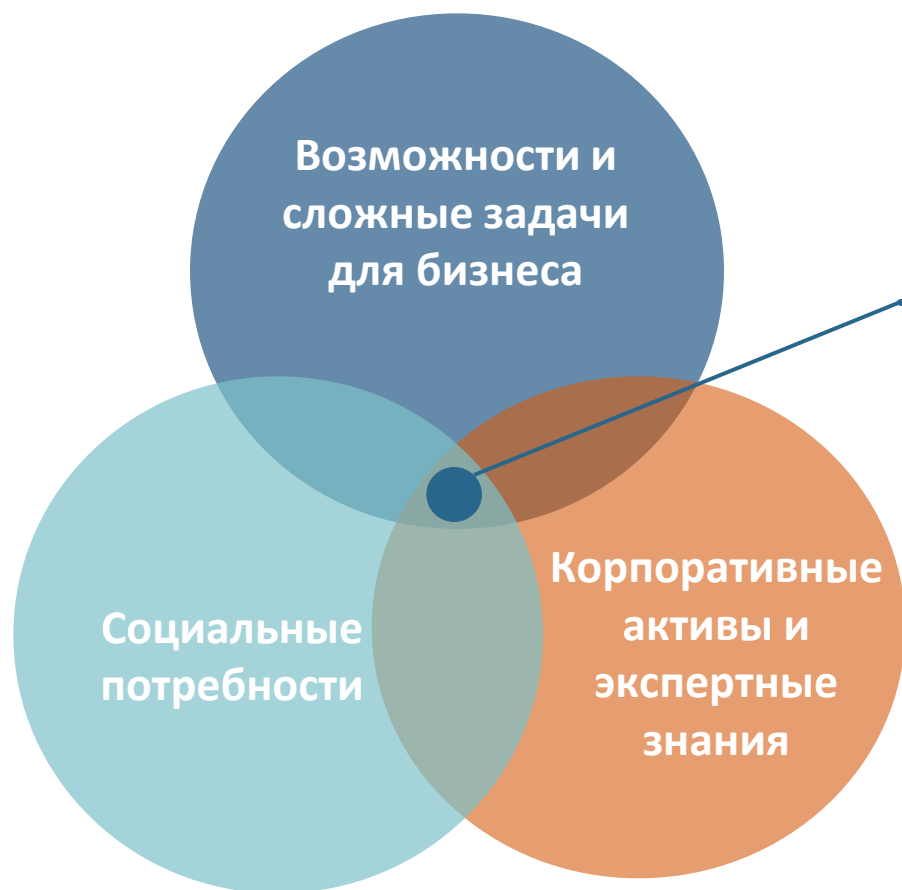 Возможности и
сложные задачи
для бизнеса
Социальные
потребности
Корпоративные
активы и
экспертные
знания